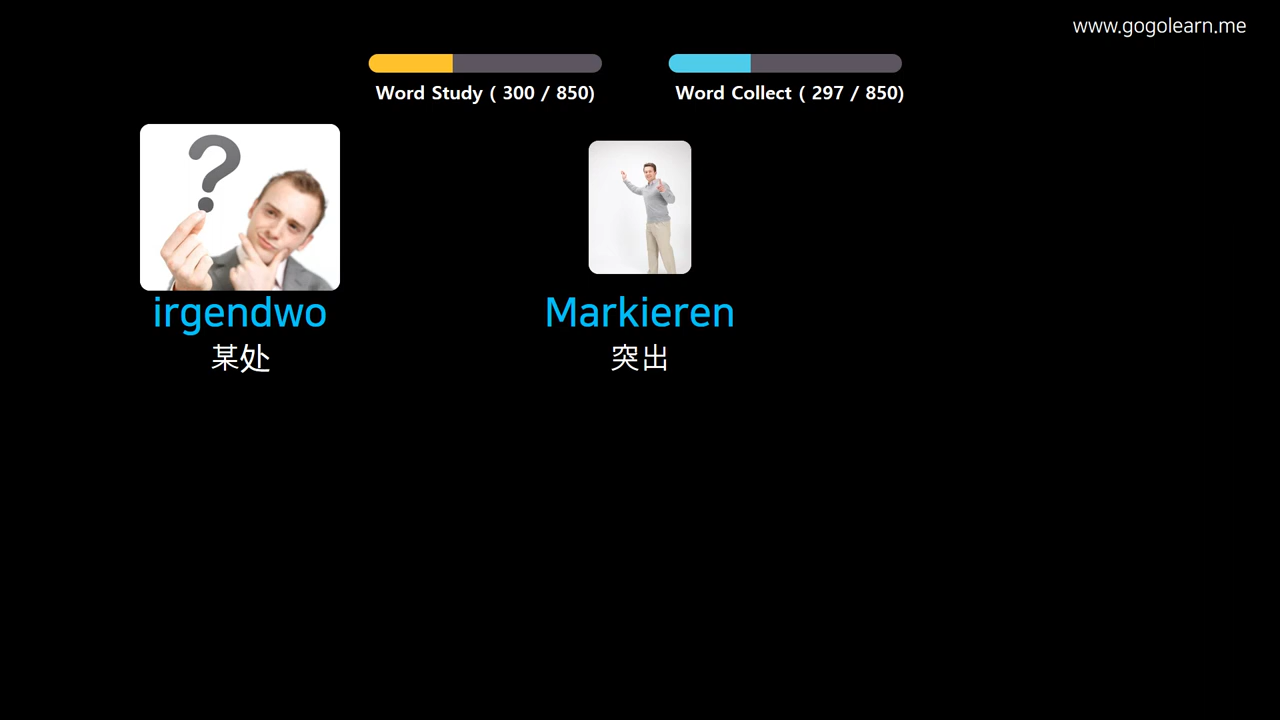 www.gogolearn.me
Word Study ( 300 / 850)
Word Collect ( 297 / 850)
irgendwo
某处
Markieren
突出